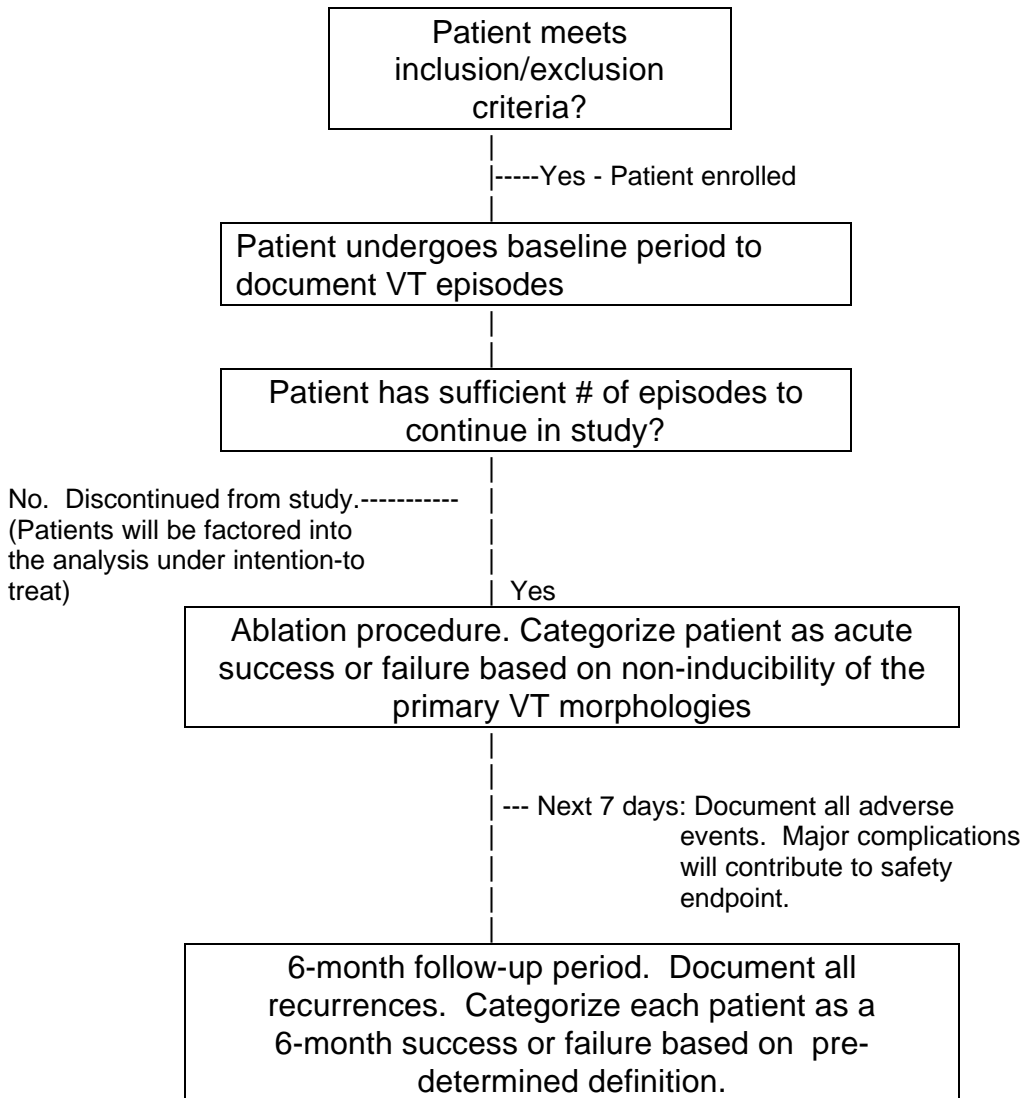 Patient meets
inclusion/exclusion
criteria?
-----Yes - Patient enrolled
Patient undergoes baseline period to
document VT episodes
Patient has sufficient # of episodes to
continue in study?
No.  Discontinued from study.-----------
(Patients will be factored into
the analysis under intention-to
treat)
Yes
Ablation procedure. Categorize patient as acute
success or failure based on non-inducibility of the
primary VT morphologies
--- Next 7 days: Document all adverse
events.  Major complications
will contribute to safety
endpoint.
6-month follow-up period.  Document all
recurrences.  Categorize each patient as a
6-month success or failure based on  pre-
determined definition.